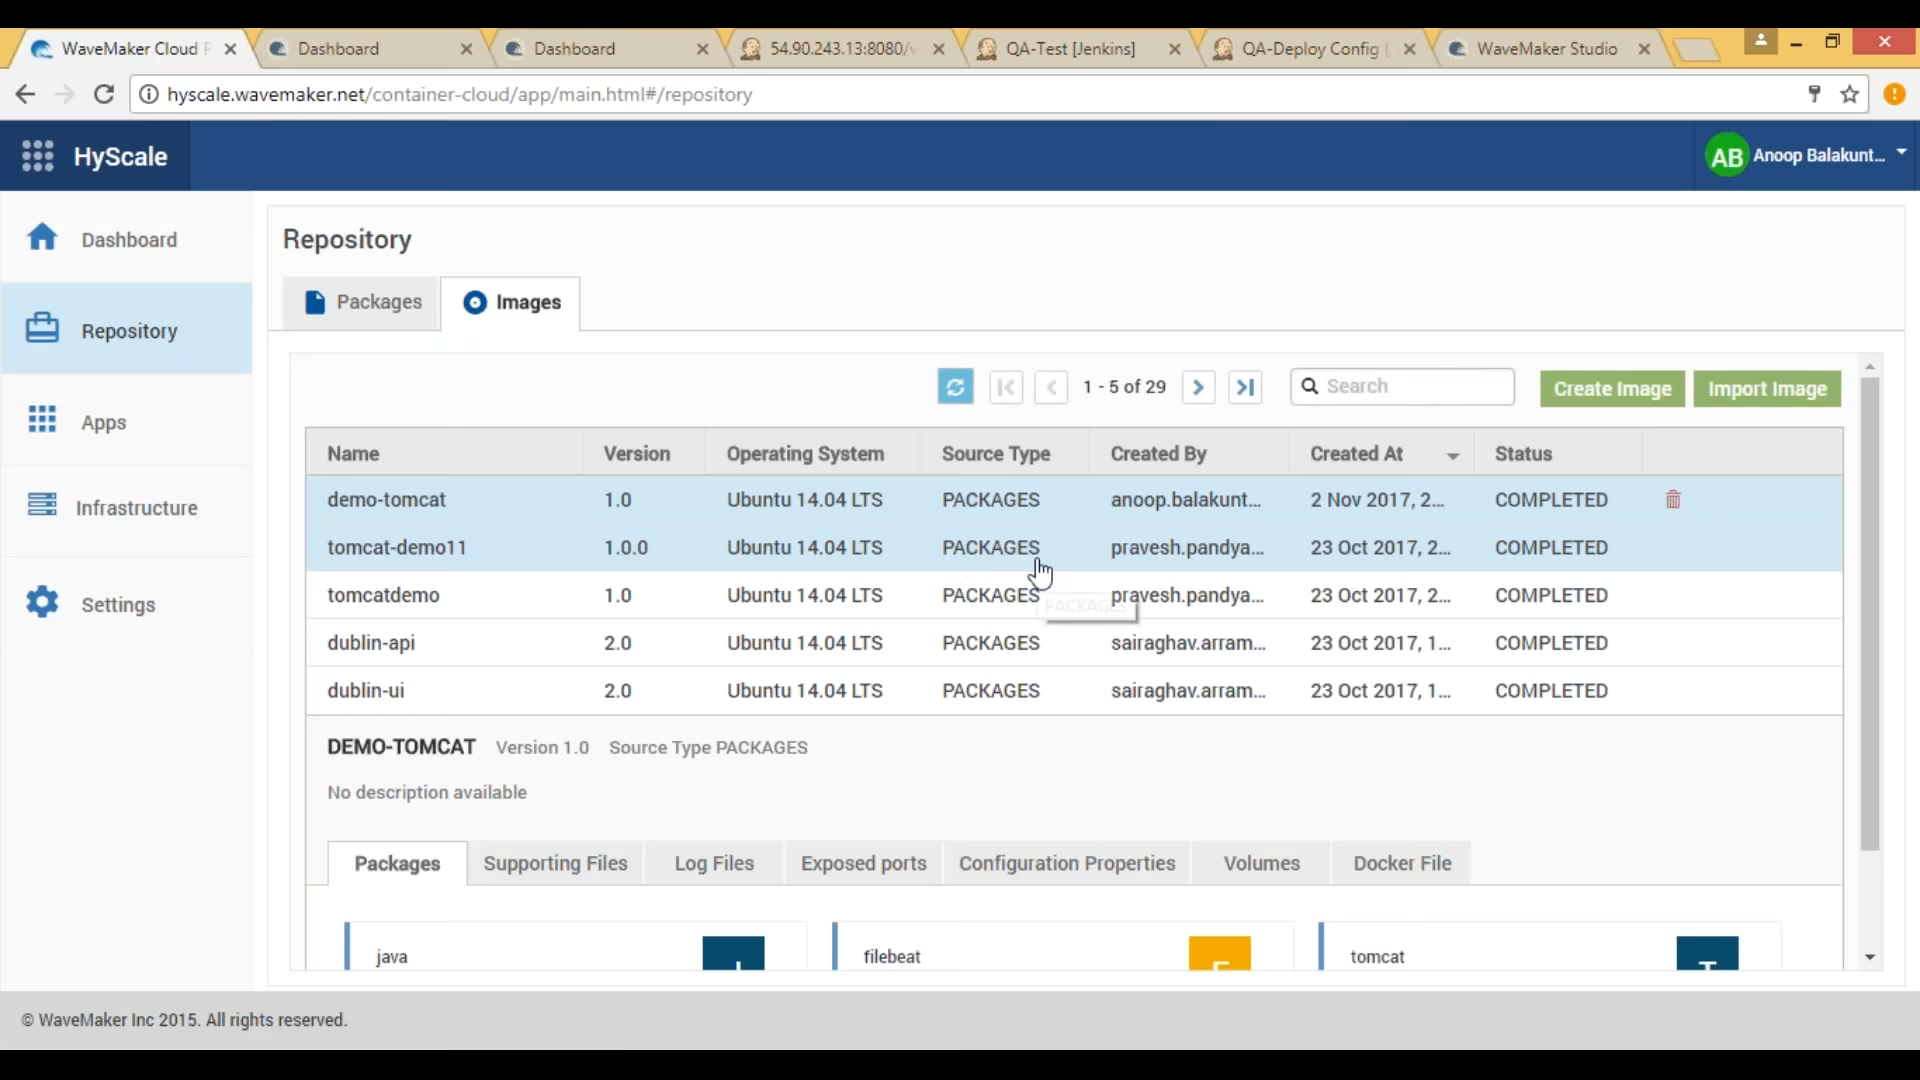 WaveMaker Cloud P
Dashboard
Dashboard
54.90.243.13:8080/
QA-Test [Jenkins]
QA-Deploy Config [
WaveMaker Studio
hyscale.wavemaker.net/container-cloud/app/main.html#/repository
HyScale
AB Anoop Balakunt...
Dashboard
Repository
Apps
Infrastructure
Settings
Repository
Packages
Images
1 - 5 of 29
Search
Create Image
Import Image
Name Version Operating System Source Type Created By Created At Status
demo-tomcat 1.0 Ubuntu 14.04 LTS PACKAGES anoop.balakunt... 2 Nov 2017, 2... COMPLETED
tomcat-demo11 1.0.0 Ubuntu 14.04 LTS PACKAGES pravesh.pandya... 23 Oct 2017, 2... COMPLETED
tomcatdemo 1.0 Ubuntu 14.04 LTS PACKAGES pravesh.pandya... 23 Oct 2017, 2... COMPLETED
PACKAGES
dublin-api 2.0 Ubuntu 14.04 LTS PACKAGES sairaghav.arram... 23 Oct 2017, 1... COMPLETED
dublin-ui 2.0 Ubuntu 14.04 LTS PACKAGES sairaghav.arram... 23 Oct 2017, 1... COMPLETED
DEMO-TOMCAT Version 1.0 Source Type PACKAGES
No description available
Packages Supporting Files Log Files Exposed ports Configuration Properties Volumes Docker File
java
filebeat
tomcat
© WaveMaker Inc 2015. All rights reserved.